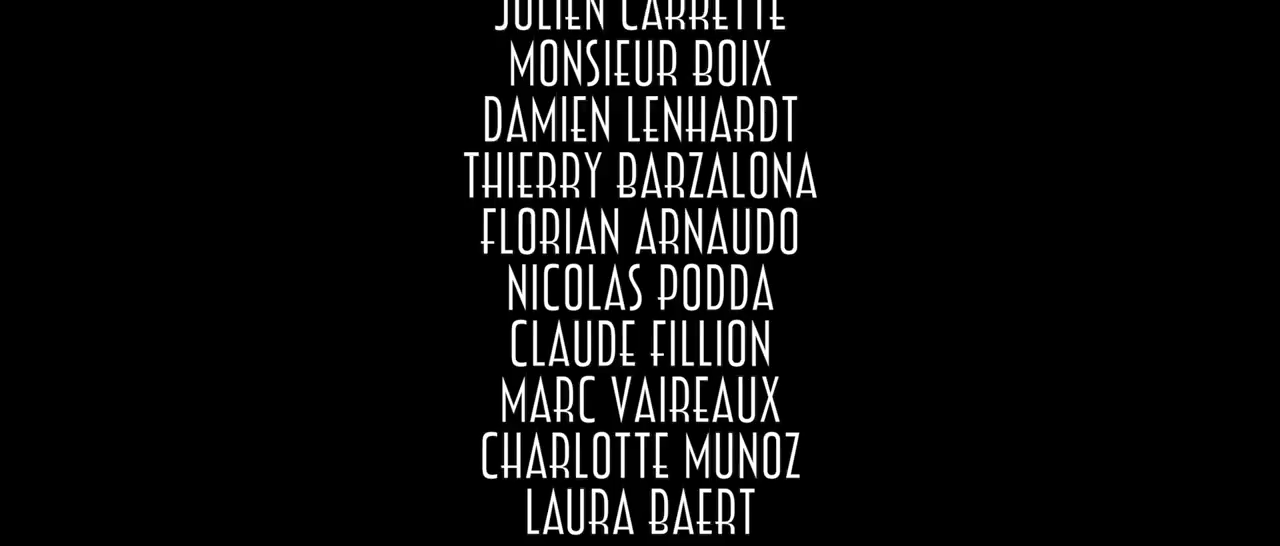 JULIEN CARRETTE
MONSIEUR BOIX
DAMIEN LENHARDT
THIERRY BARZALONA
FLORIAN ARNAUDO
NICOLAS PODDA
CLAUDE FILLION
MARC VAIREAUX
CHARLOTTE MUNOZ
LAURA BAERT